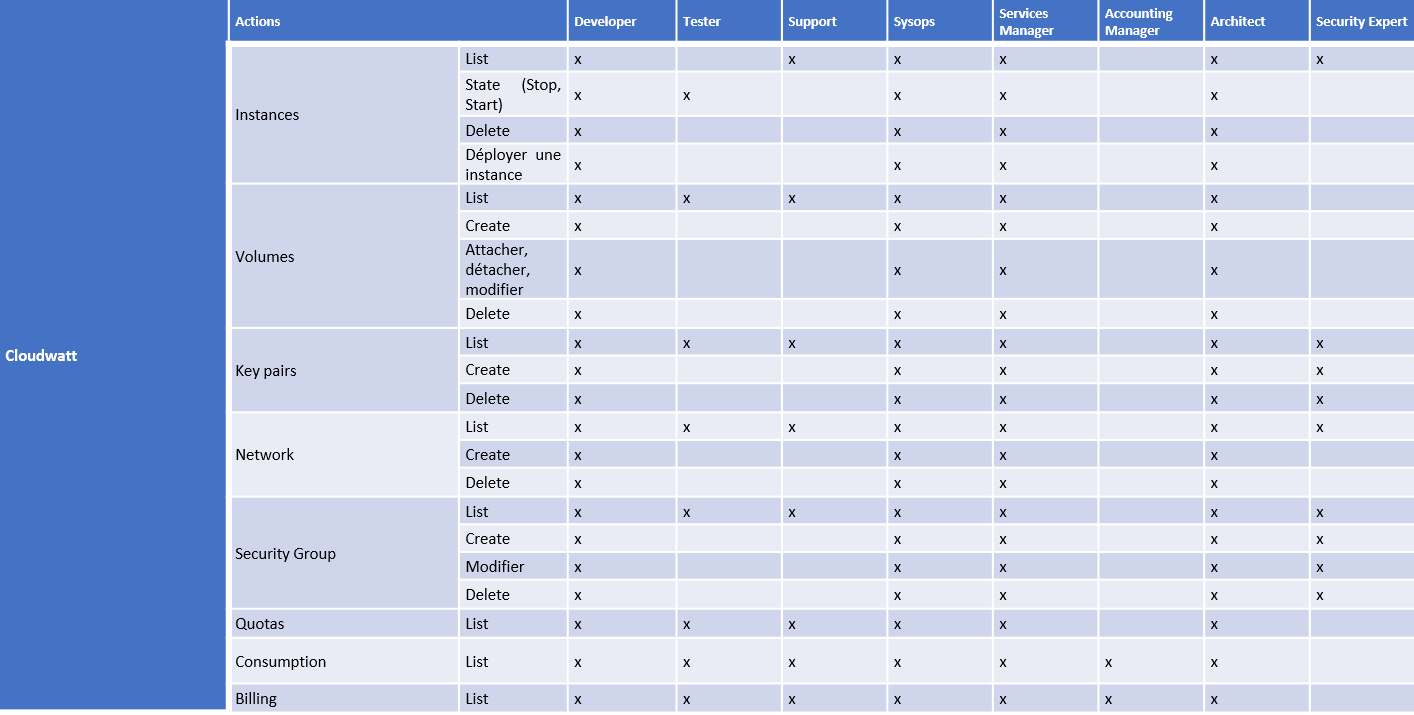 Actions Developer Tester Support Sysops Services Manager Accounting Manager Architect Security Expert
Cloudwatt
Instances
List x x x x x x
State (Stop, Start) x x x x x
Delete x x x x
Déployer une instance x x x x
Volumes
List x x x x x x
Create x x x x
Attacher, détacher, modifier x x x x
Delete x x x x
Key pairs
List x x x x x x x
Create x x x x x
Delete x x x x x
Network
List x x x x x x x
Create x x x x
Delete x x x x
Security Group
List x x x x x x x
Create x x x x x
Modifier x x x x x
Delete x x x x x
Quotas List x x x x x x
Consumption List x x x x x x x
Billing List x x x x x x x